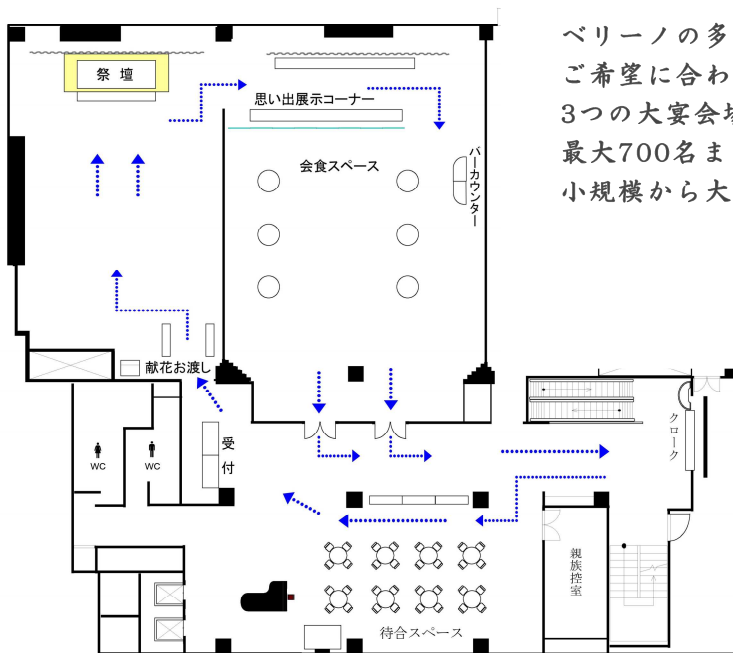 ベリーノの多
ご希望に合わ
3つの大宴会場
最大700名ま
小規模から大
祭壇
思い出展示コーナー
会食スペース
バーカウンター
献花お渡し
受付
WC
WC
クローク
親族控室
待合スペース